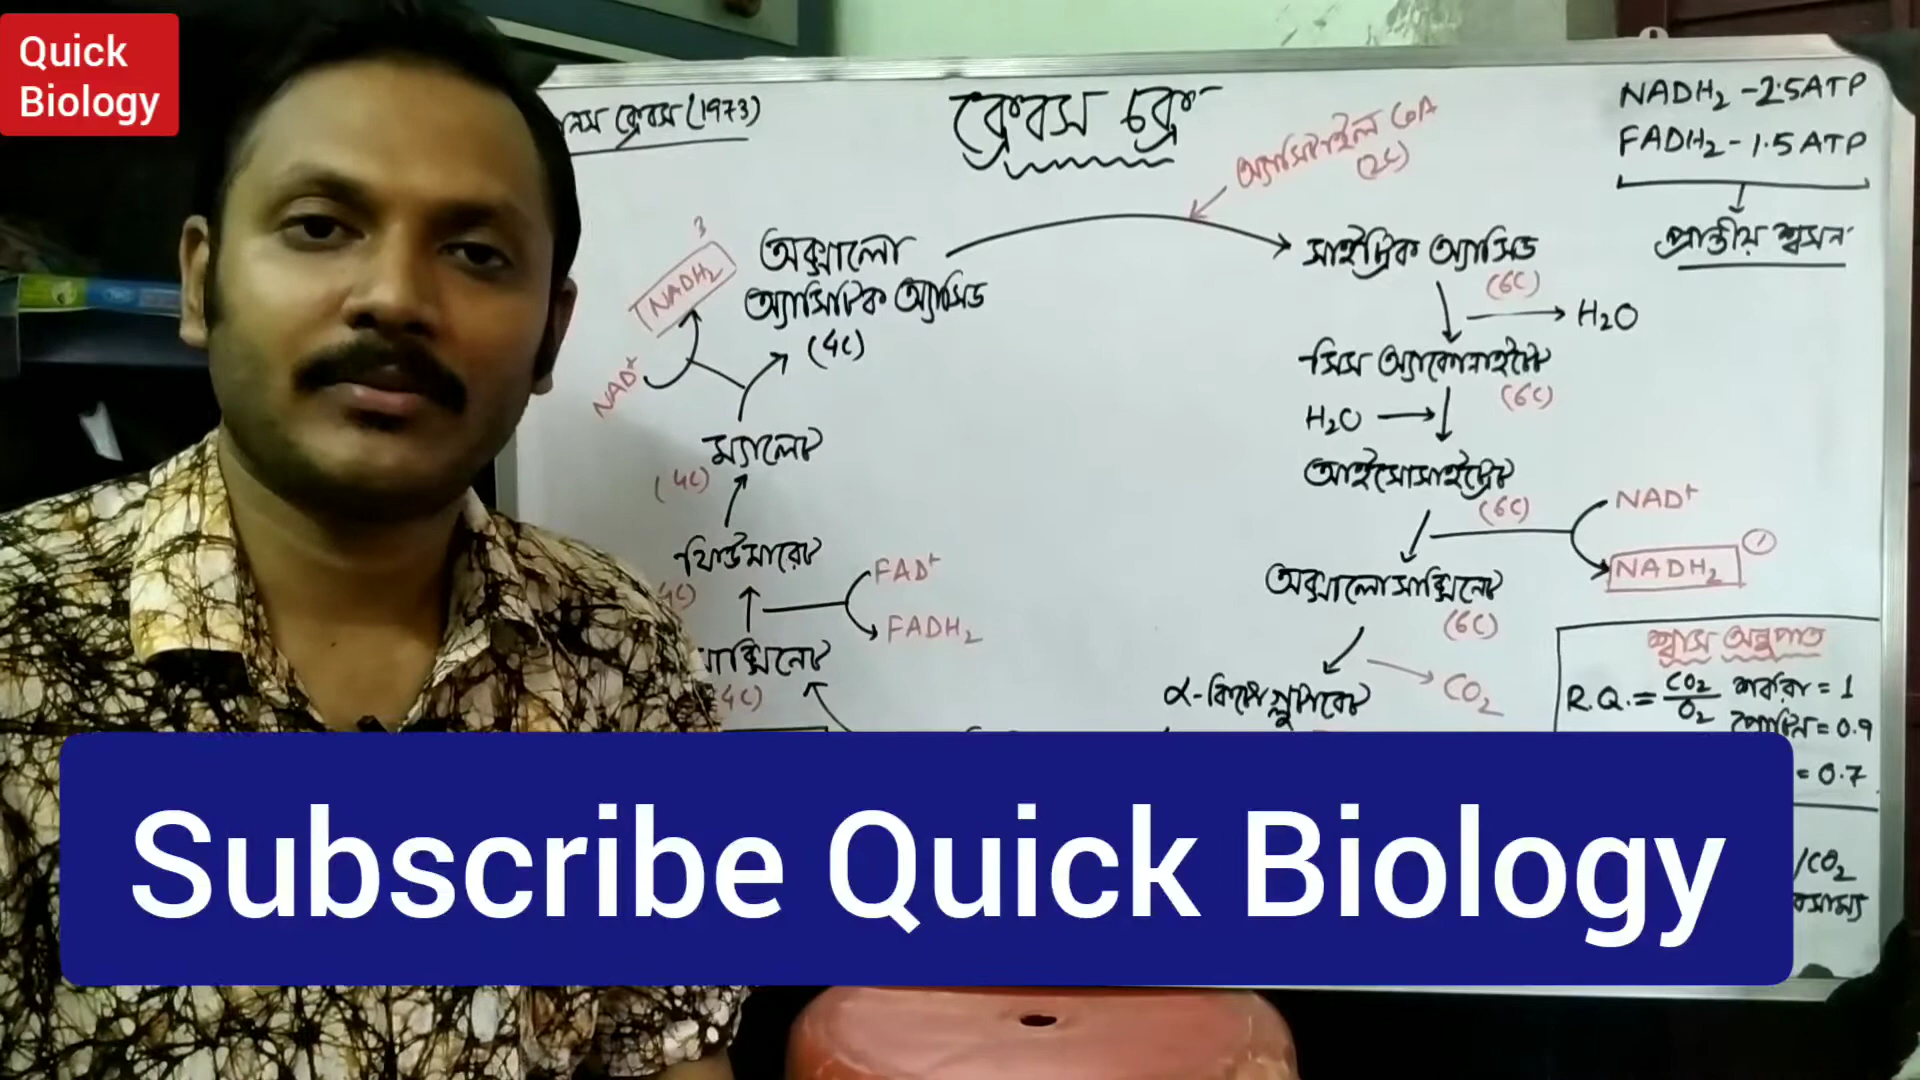 Quick
Biology
ক্রেবস (1973)
ক্রেবস চক্র
NADH₂ - 2.5ATP
FADH₂ - 1.5ATP
প্রান্তীয় শ্বসন
অ্যাসিটাইল CoA
(2C)
অক্সালো
অ্যাসিটিক অ্যাসিড
(4C)
3
NADH₂
NAD⁺
ম্যালেট
(4C)
ফিউমারেট
FAD⁺
FADH₂
(4C)
সাইট্রিক অ্যাসিড
(6C)
H₂O
সিস অ্যাকোনাইটেট
(6C)
H₂O
আইসোসাইট্রেট
(6C)
NAD⁺
NADH₂
1
অক্সালোসাক্সিনেট
(6C)
CO₂
α-কিটোগ্লুটারেট
শ্বাস অনুপাত
R.Q. = CO₂/O₂ শর্করা = 1
প্রোটিন = 0.9
= 0.7
/CO₂
Subscribe Quick Biology